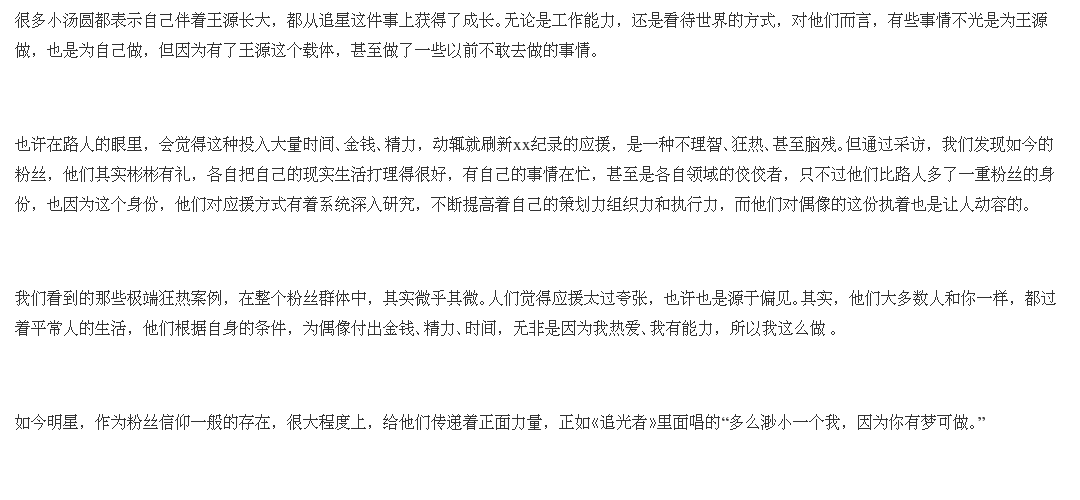 很多小汤圆都表示自己伴着王源长大，都从追星这件事上获得了成长。无论是工作能力，还是看待世界的方式，对他们而言，有些事情不光是为王源
做，也是为自己做，但因为有了王源这个载体，甚至做了一些以前不敢去做的事情。
也许在路人的眼里，会觉得这种投入大量时间、金钱、精力，动辄就刷新xx纪录的应援，是一种不理智、狂热、甚至脑残。但通过采访，我们发现如今的
粉丝，他们其实彬彬有礼，各自把自己的现实生活打理得很好，有自己的事情在忙，甚至是各自领域的佼佼者，只不过他们比路人多了一重粉丝的身
份，也因为这个身份，他们对应援方式有着系统深入研究，不断提高着自己的策划力组织力和执行力，而他们对偶像的这份执着也是让人动容的。
我们看到的那些极端狂热案例，在整个粉丝群体中，其实微乎其微。人们觉得应援太过夸张，也许也是源于偏见。其实，他们大多数人和你一样，都过
着平常人的生活，他们根据自身的条件，为偶像付出金钱、精力、时间，无非是因为我热爱、我有能力，所以我这么做 。
如今明星，作为粉丝信仰一般的存在，很大程度上，给他们传递着正面力量，正如《追光者》里面唱的“多么渺小一个我，因为你有梦可做。”